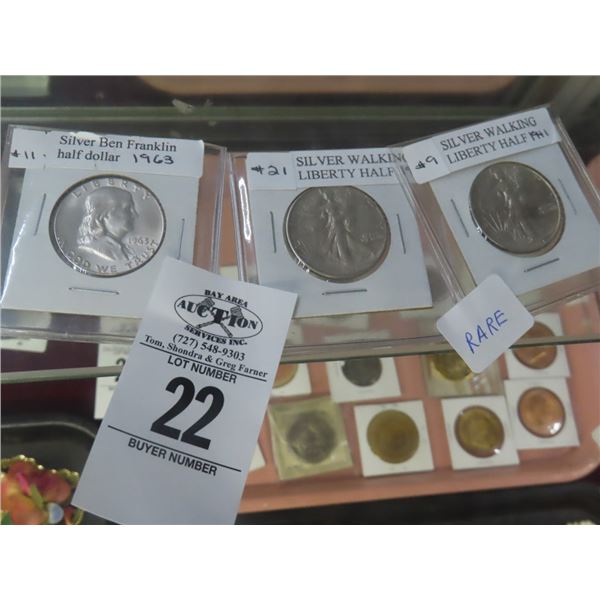 Silver Ben Franklin
#11 half dollar 1963
LIBERTY
1963
IN GOD WE TRUST
SILVER WALKING
#21 LIBERTY HALF
SILVER WALKING
#9 LIBERTY HALF 1941
RARE
BAY AREA
AUCTION
SERVICES INC.
(727) 548-9303
Tom, Shondra & Greg Farner
LOT NUMBER
22
BUYER NUMBER